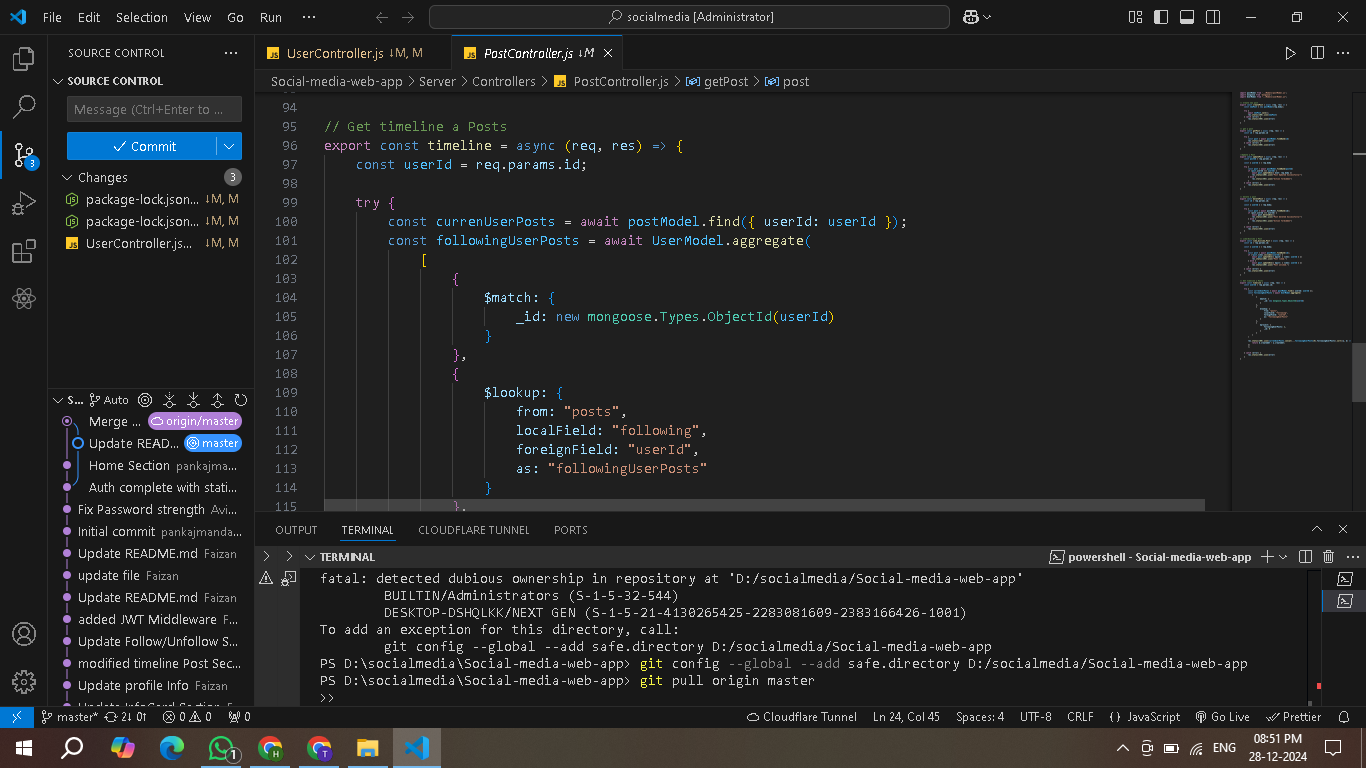 File Edit Selection View Go Run ··· socialmedia [Administrator]
SOURCE CONTROL ···
SOURCE CONTROL
Message (Ctrl+Enter to ...
Commit
Changes 3
package-lock.json... ↓M, M
package-lock.json... ↓M, M
UserController.js... ↓M, M
3
S... Auto
Merge ... origin/master
Update READ... master
Home Section pankajma...
Auth complete with stati...
Fix Password strength Avi...
Initial commit pankajmanda...
Update README.md Faizan
update file Faizan
Update README.md Faizan
added JWT Middleware F...
Update Follow/Unfollow S...
modified timeline Post Sec...
Update profile Info Faizan
UserController.js ↓M, M PostController.js ↓M
Social-media-web-app > Server > Controllers > PostController.js > getPost > post
94
95 // Get timeline a Posts
96 export const timeline = async (req, res) => {
97 const userId = req.params.id;
98
99 try {
100 const currenUserPosts = await postModel.find({ userId: userId });
101 const followingUserPosts = await UserModel.aggregate(
102 [
103 {
104 $match: {
105 _id: new mongoose.Types.ObjectId(userId)
106 }
107 },
108 {
109 $lookup: {
110 from: "posts",
111 localField: "following",
112 foreignField: "userId",
113 as: "followingUserPosts"
114 }
115 },
OUTPUT TERMINAL CLOUDFLARE TUNNEL PORTS
TERMINAL powershell - Social-media-web-app
fatal: detected dubious ownership in repository at 'D:/socialmedia/Social-media-web-app'
BUILTIN/Administrators (S-1-5-32-544)
DESKTOP-DSHQLKK/NEXT GEN (S-1-5-21-4130265425-2283081609-2383166426-1001)
To add an exception for this directory, call:
git config --global --add safe.directory D:/socialmedia/Social-media-web-app
PS D:\socialmedia\Social-media-web-app> git config --global --add safe.directory D:/socialmedia/Social-media-web-app
PS D:\socialmedia\Social-media-web-app> git pull origin master
>>
master* 2↓ 0↑ 0 0 0 Cloudflare Tunnel Ln 24, Col 45 Spaces: 4 UTF-8 CRLF {} JavaScript Go Live Prettier
1 H T ENG 08:51 PM
28-12-2024